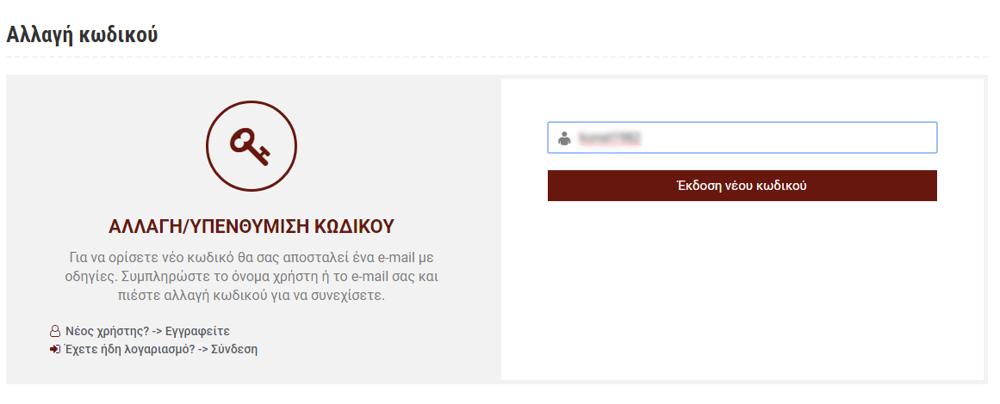 Αλλαγή κωδικού
ΑΛΛΑΓΗ/ΥΠΕΝΘΥΜΙΣΗ ΚΩΔΙΚΟΥ
Για να ορίσετε νέο κωδικό θα σας αποσταλεί ένα e-mail με
οδηγίες. Συμπληρώστε το όνομα χρήστη ή το e-mail σας και
πιέστε αλλαγή κωδικού για να συνεχίσετε.
Νέος χρήστης? -> Εγγραφείτε
Έχετε ήδη λογαριασμό? -> Σύνδεση
Έκδοση νέου κωδικού